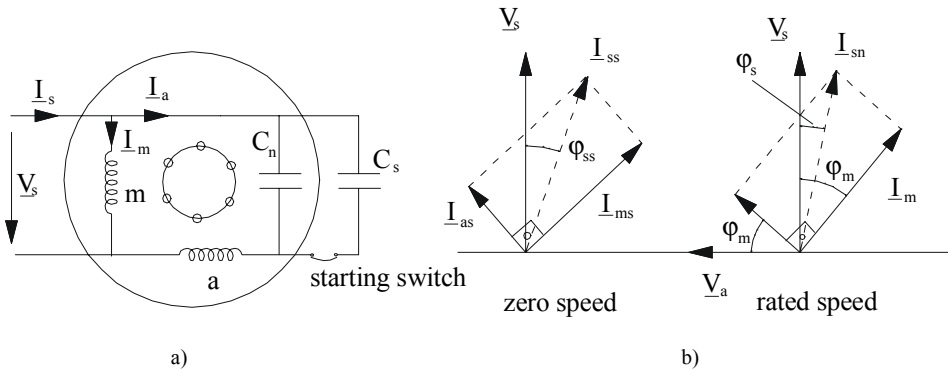 I_s
I_a
I_m
C_n
C_s
V_s
m
a
starting switch
a)
V_s
I_ss
φ_ss
I_as
I_ms
zero speed
V_s
I_sn
φ_s
φ_m
I_m
φ_m
V_a
rated speed
b)